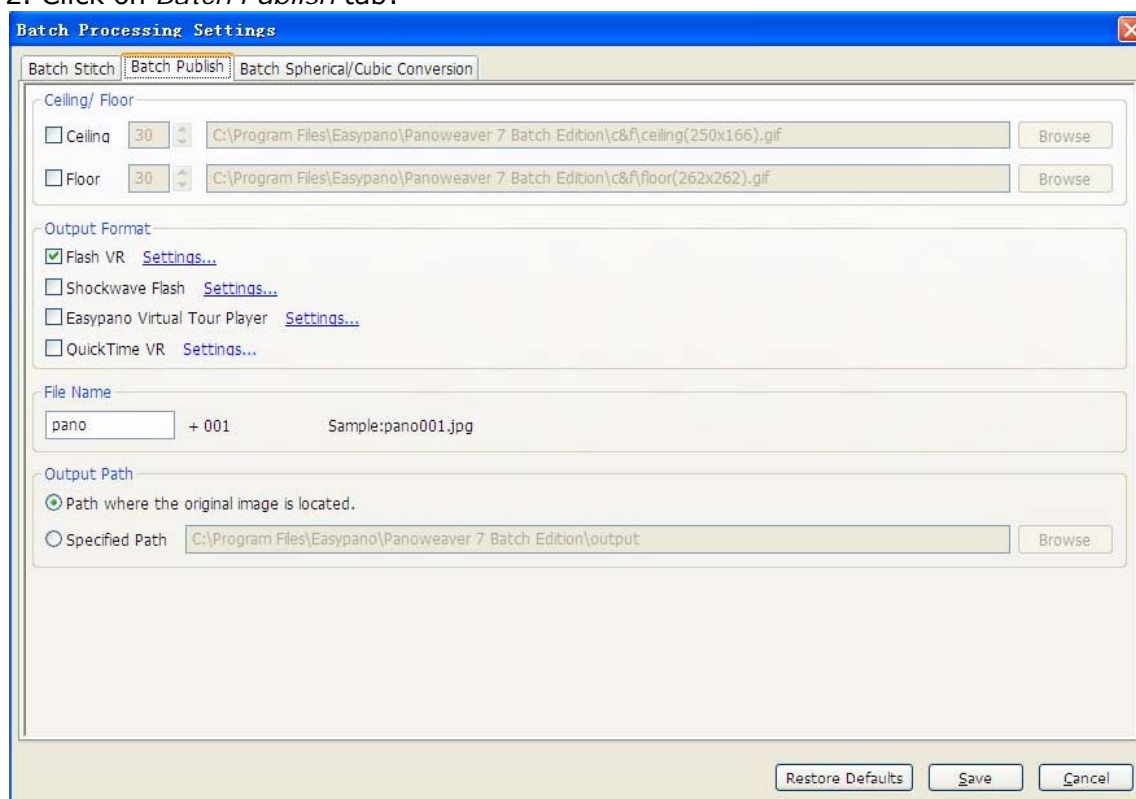 2. Click on Batch Publish tab.
Batch Processing Settings
Batch Stitch Batch Publish Batch Spherical/Cubic Conversion
Ceiling/ Floor
Ceiling 30 C:\Program Files\Easypano\Panoweaver 7 Batch Edition\c&f\ceiling(250x166).gif Browse
Floor 30 C:\Program Files\Easypano\Panoweaver 7 Batch Edition\c&f\floor(262x262).gif Browse
Output Format
Flash VR Settings...
Shockwave Flash Settings...
Easypano Virtual Tour Player Settings...
QuickTime VR Settings...
File Name
pano + 001 Sample:pano001.jpg
Output Path
Path where the original image is located.
Specified Path C:\Program Files\Easypano\Panoweaver 7 Batch Edition\output Browse
Restore Defaults Save Cancel